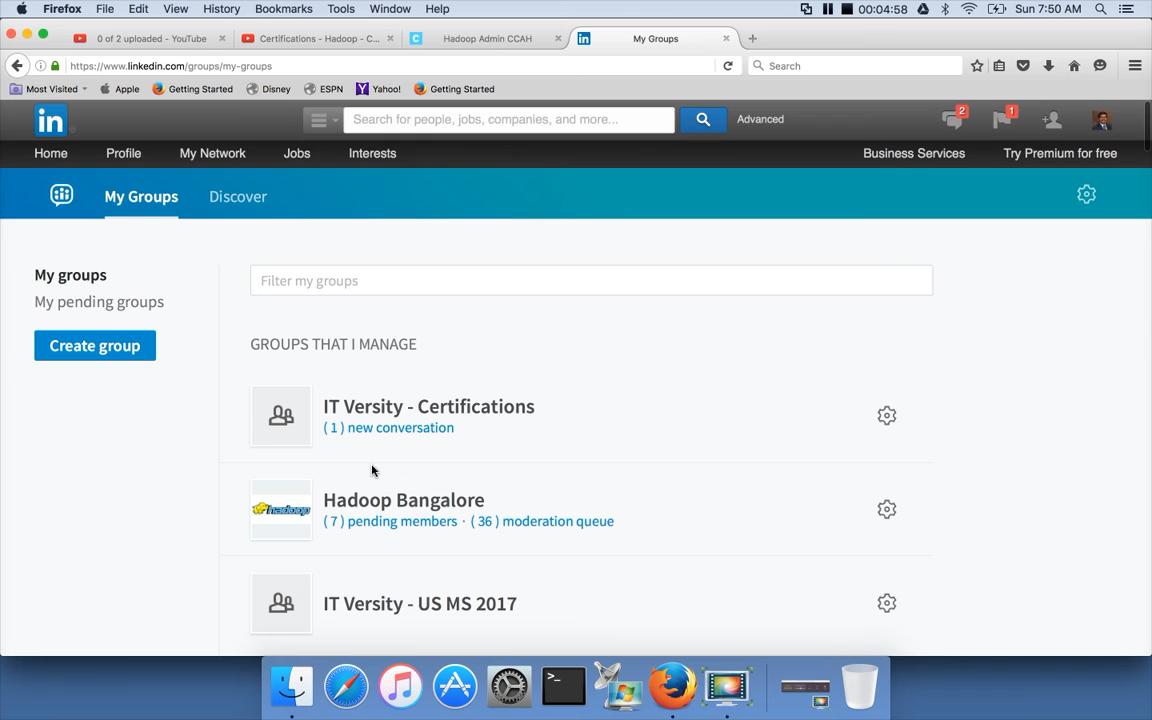 Firefox File Edit View History Bookmarks Tools Window Help 00:04:58 Sun 7:50 AM
0 of 2 uploaded - YouTube Certifications - Hadoop - C... Hadoop Admin CCAH My Groups
https://www.linkedin.com/groups/my-groups Search
Most Visited Apple Getting Started Disney ESPN Yahoo! Getting Started
in Search for people, jobs, companies, and more... Advanced 2 1
Home Profile My Network Jobs Interests Business Services Try Premium for free
My Groups Discover
My groups Filter my groups
My pending groups
Create group GROUPS THAT I MANAGE
IT Versity - Certifications
( 1 ) new conversation
hadoop Hadoop Bangalore
( 7 ) pending members · ( 36 ) moderation queue
IT Versity - US MS 2017